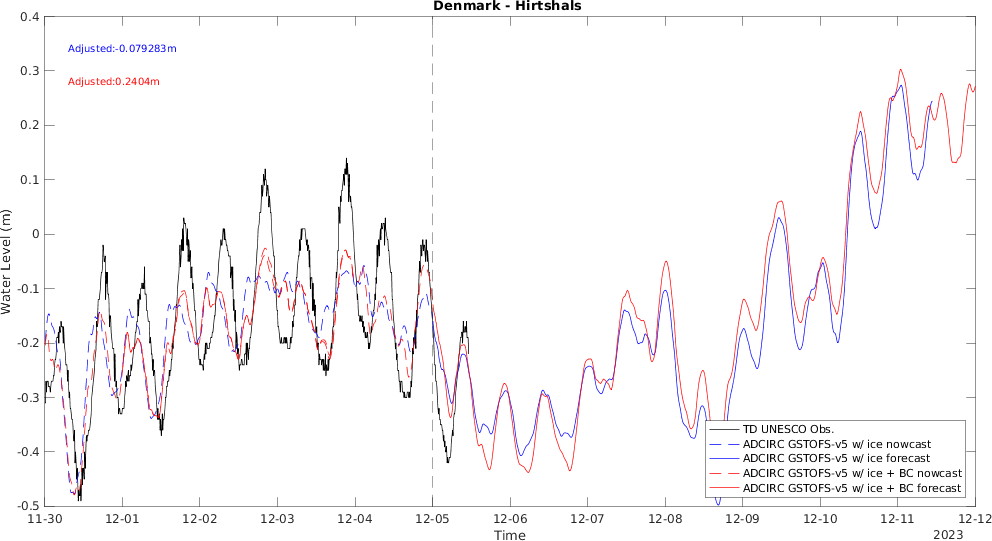 Denmark - Hirtshals
0.4
0.3
0.2
0.1
0
-0.1
-0.2
-0.3
-0.4
-0.5
Water Level (m)
Adjusted:-0.079283m
Adjusted:0.2404m
TD UNESCO Obs.
ADCIRC GSTOFS-v5 w/ ice nowcast
ADCIRC GSTOFS-v5 w/ ice forecast
ADCIRC GSTOFS-v5 w/ ice + BC nowcast
ADCIRC GSTOFS-v5 w/ ice + BC forecast
11-30 12-01 12-02 12-03 12-04 12-05 12-06 12-07 12-08 12-09 12-10 12-11 12-12
Time
2023